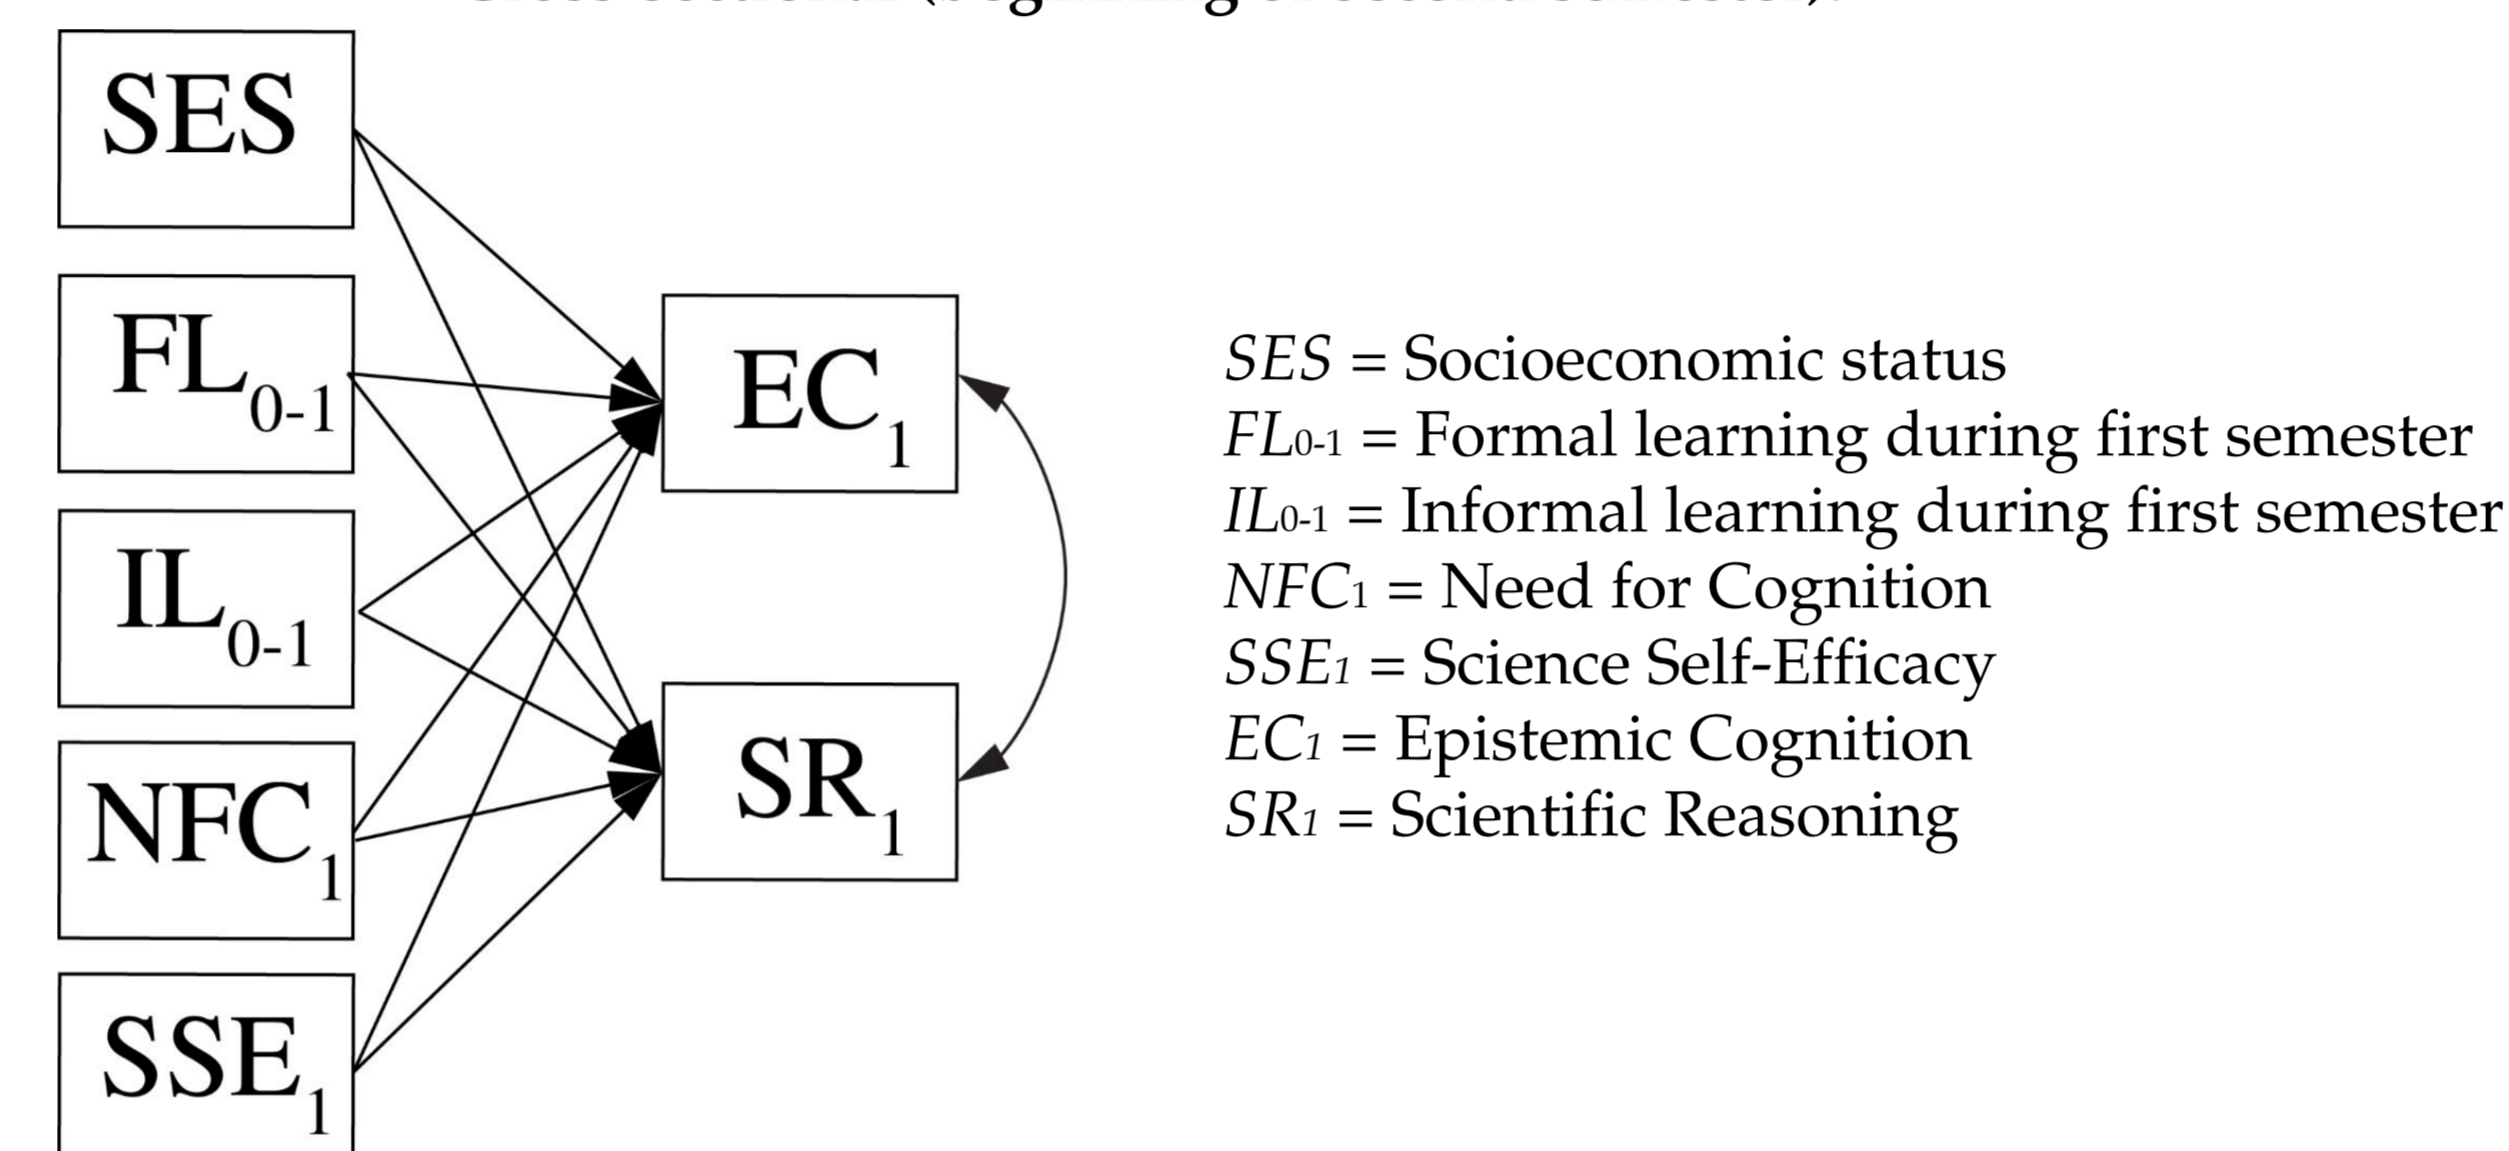 SES
FL0-1
IL0-1
NFC1
SSE1
EC1
SR1
SES = Socioeconomic status
FL0-1 = Formal learning during first semester
IL0-1 = Informal learning during first semester
NFC1 = Need for Cognition
SSE1 = Science Self-Efficacy
EC1 = Epistemic Cognition
SR1 = Scientific Reasoning